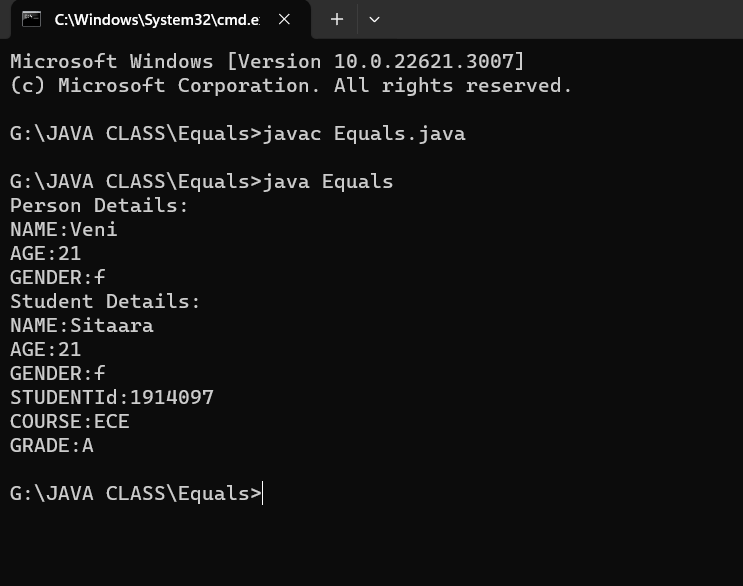 C:\Windows\System32\cmd.e
Microsoft Windows [Version 10.0.22621.3007]
(c) Microsoft Corporation. All rights reserved.
G:\JAVA CLASS\Equals>javac Equals.java
G:\JAVA CLASS\Equals>java Equals
Person Details:
NAME:Veni
AGE:21
GENDER:f
Student Details:
NAME:Sitaara
AGE:21
GENDER:f
STUDENTId:1914097
COURSE:ECE
GRADE:A
G:\JAVA CLASS\Equals>